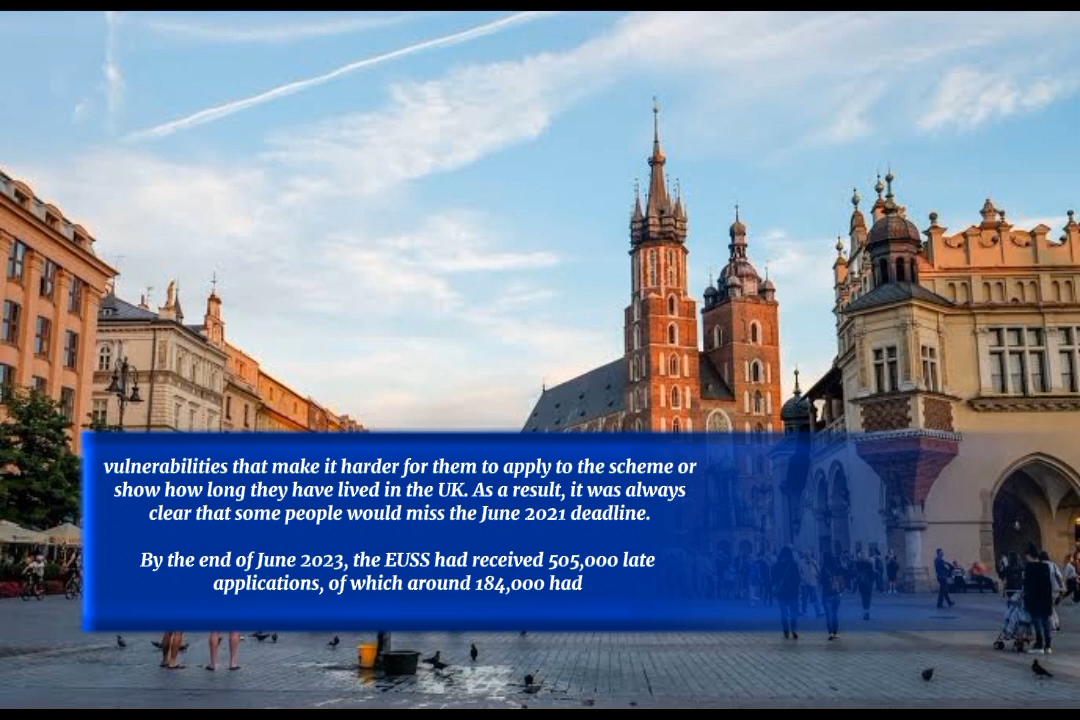 vulnerabilities that make it harder for them to apply to the scheme or
show how long they have lived in the UK. As a result, it was always
clear that some people would miss the June 2021 deadline.
By the end of June 2023, the EUSS had received 505,000 late
applications, of which around 184,000 had